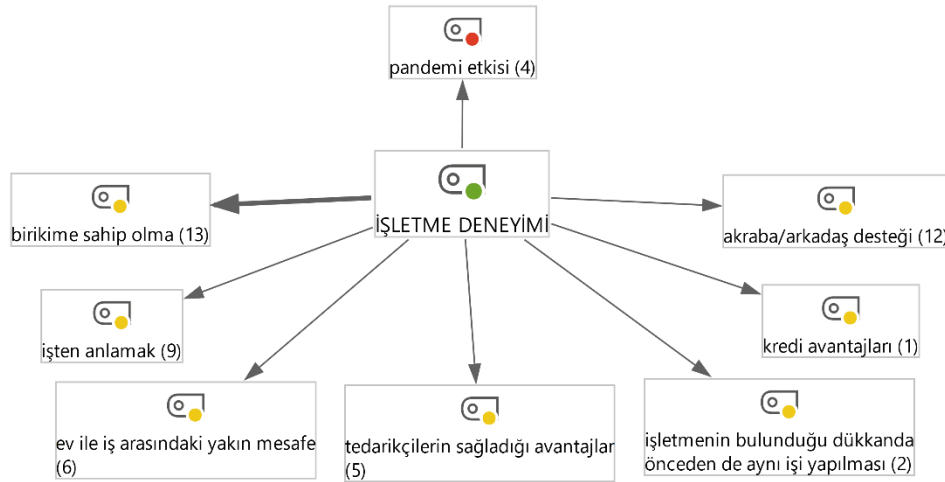 pandemi etkisi (4)
İŞLETME DENEYİMİ
birikime sahip olma (13)
akraba/arkadaş desteği (12)
işten anlamak (9)
kredi avantajları (1)
ev ile iş arasındaki yakın mesafe
(6)
tedarikçilerin sağladığı avantajlar
(5)
işletmenin bulunduğu dükkanda
önceden de aynı işi yapılması (2)